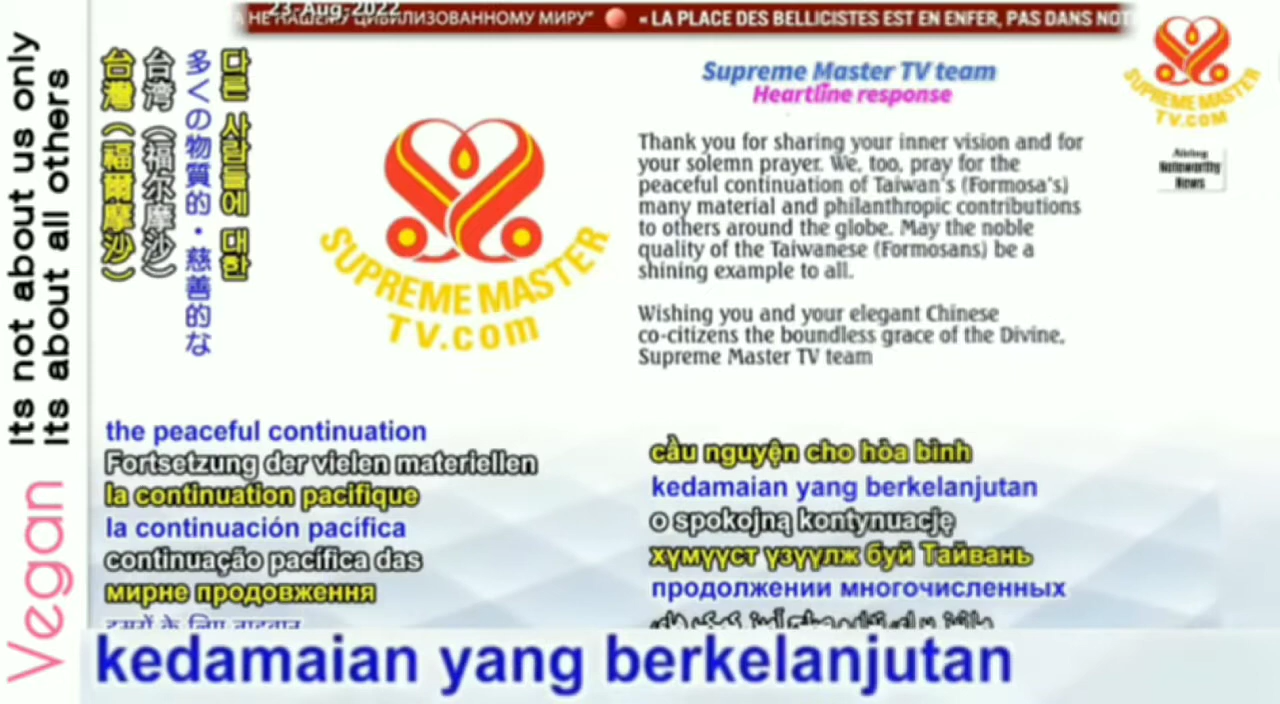 23-Aug-2022
НЕ НАШЕМУ ЦИВИЛИЗОВАННОМУ МИРУ" « LA PLACE DES BELLICISTES EST EN ENFER, PAS DANS NOT
Its not about us only
Its about all others
Vegan
台灣（福爾摩沙）
台湾（福尔摩沙）
多くの物質的・慈善的な
다른 사람들에 대한
SUPREME MASTER
TV.COM
Supreme Master TV team
Heartline response
Thank you for sharing your inner vision and for
your solemn prayer. We, too, pray for the
peaceful continuation of Taiwan's (Formosa's)
many material and philanthropic contributions
to others around the globe. May the noble
quality of the Taiwanese (Formosans) be a
shining example to all.
Wishing you and your elegant Chinese
co-citizens the boundless grace of the Divine,
Supreme Master TV team
SUPREME MASTER
TV.COM
Airing
Noteworthy
News
the peaceful continuation
Fortsetzung der vielen materiellen
la continuation pacifique
la continuación pacífica
continuação pacífica das
мирне продовження
cầu nguyện cho hòa bình
kedamaian yang berkelanjutan
o spokojną kontynuację
хүмүүст үзүүлж буй Тайвань
продолжении многочисленных
kedamaian yang berkelanjutan